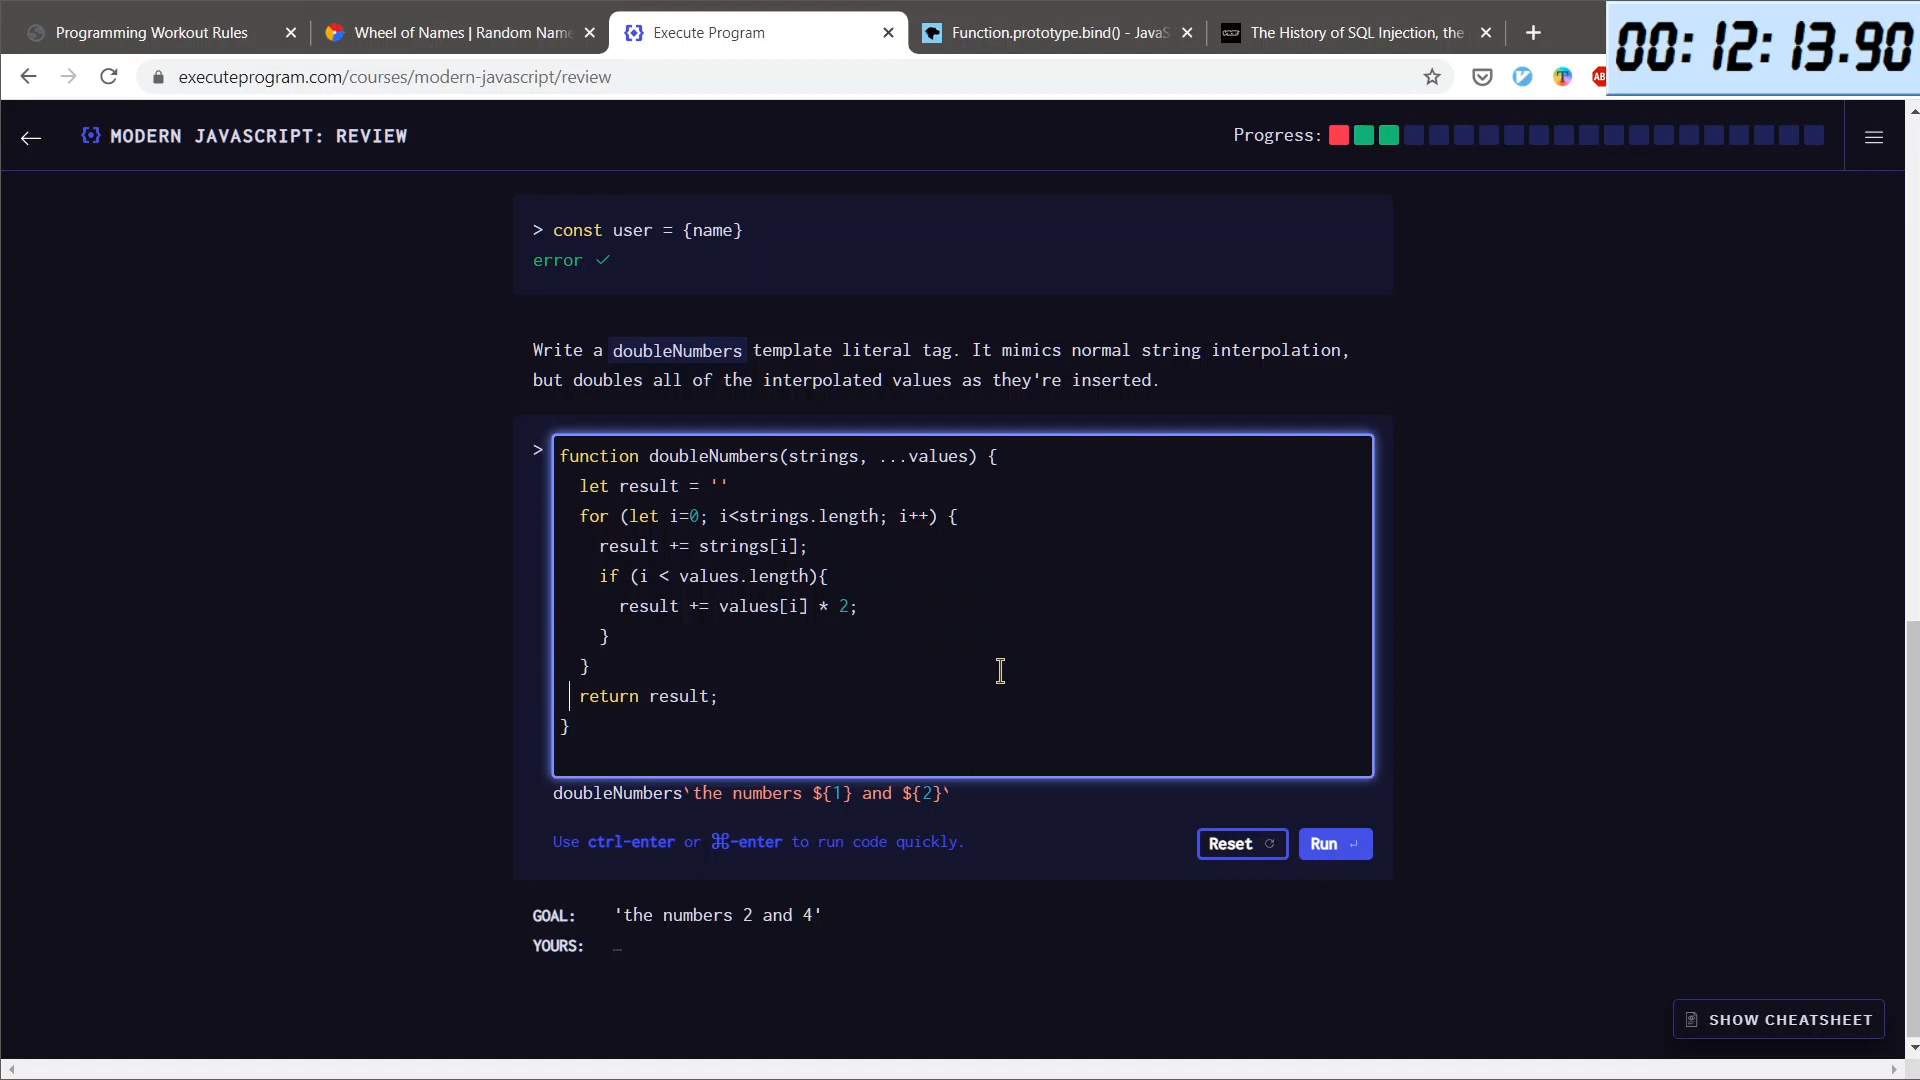 Programming Workout Rules
Wheel of Names | Random Name
Execute Program
Function.prototype.bind() - JavaS
The History of SQL Injection, the
00:12:13.90
executeprogram.com/courses/modern-javascript/review
MODERN JAVASCRIPT: REVIEW
Progress:
> const user = {name}
error ✓
Write a doubleNumbers template literal tag. It mimics normal string interpolation,
but doubles all of the interpolated values as they're inserted.
> function doubleNumbers(strings, ...values) {
let result = ''
for (let i=0; i<strings.length; i++) {
result += strings[i];
if (i < values.length){
result += values[i] * 2;
}
}
return result;
}
doubleNumbers`the numbers ${1} and ${2}`
Use ctrl-enter or ⌘-enter to run code quickly.
Reset
Run
GOAL: 'the numbers 2 and 4'
YOURS: …
SHOW CHEATSHEET